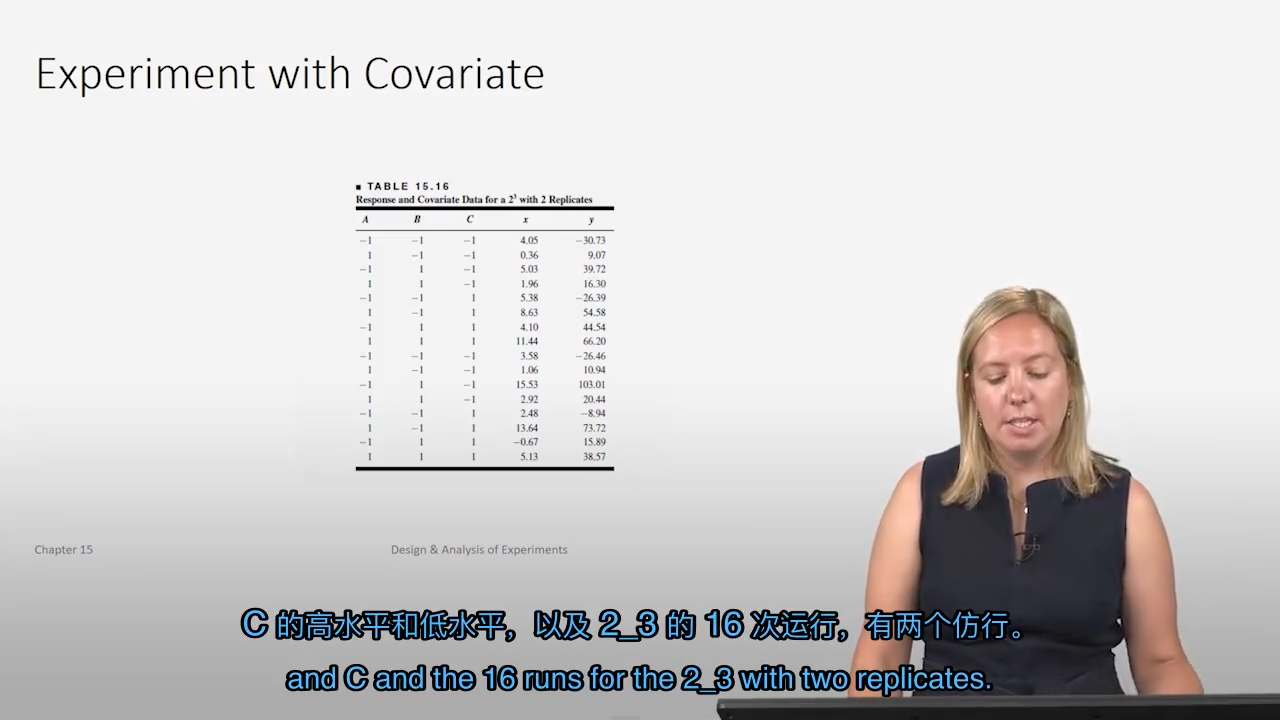 Experiment with Covariate
■ TABLE 15.16
Response and Covariate Data for a 2³ with 2 Replicates
A B C x y
−1 −1 −1 4.05 −30.73
1 −1 −1 0.36 9.07
−1 1 −1 5.03 39.72
1 1 −1 1.96 16.30
−1 −1 1 5.38 −26.39
1 −1 1 8.63 54.58
−1 1 1 4.10 44.54
1 1 1 11.44 66.20
−1 −1 −1 3.58 −26.46
1 −1 −1 1.06 10.94
−1 1 −1 15.53 103.01
1 1 −1 2.92 20.44
−1 −1 1 2.48 −8.94
1 −1 1 13.64 73.72
−1 1 1 −0.67 15.89
1 1 1 5.13 38.57
Chapter 15
Design & Analysis of Experiments
C 的高水平和低水平，以及 2_3 的 16 次运行，有两个仿行。
and C and the 16 runs for the 2_3 with two replicates.